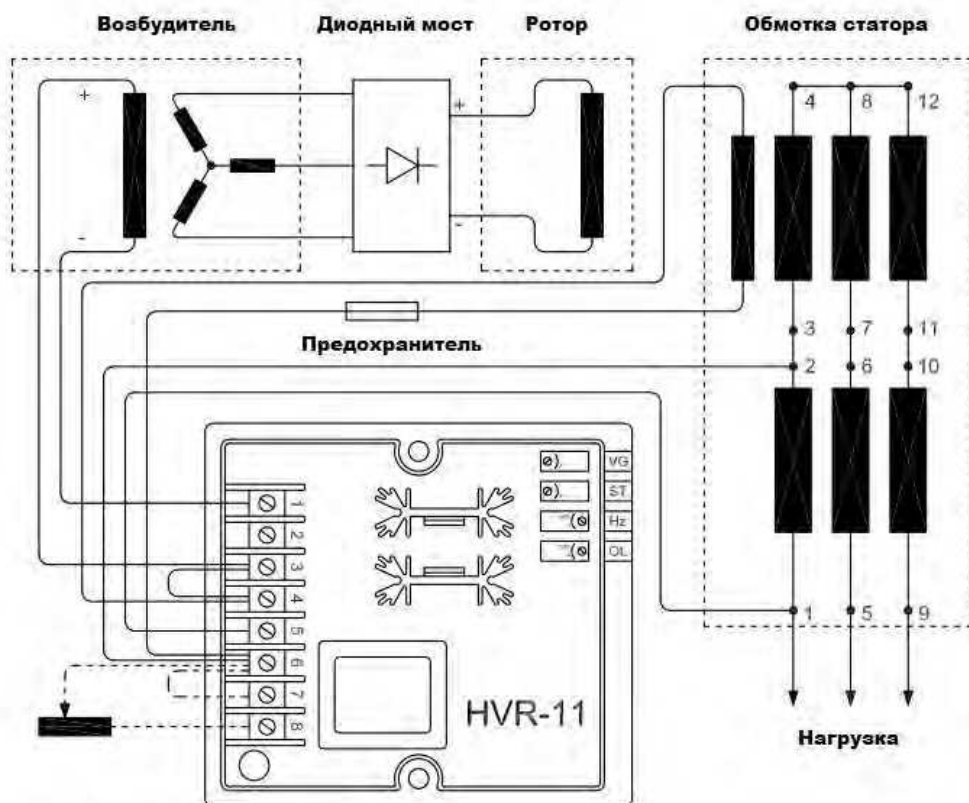 Возбудитель
Диодный мост
Ротор
Обмотка статора
+
-
+
-
4 8 12
3 7 11
2 6 10
Предохранитель
1
2
3
4
5
6
7
8
VG
ST
Hz
OL
1 5 9
HVR-11
Нагрузка